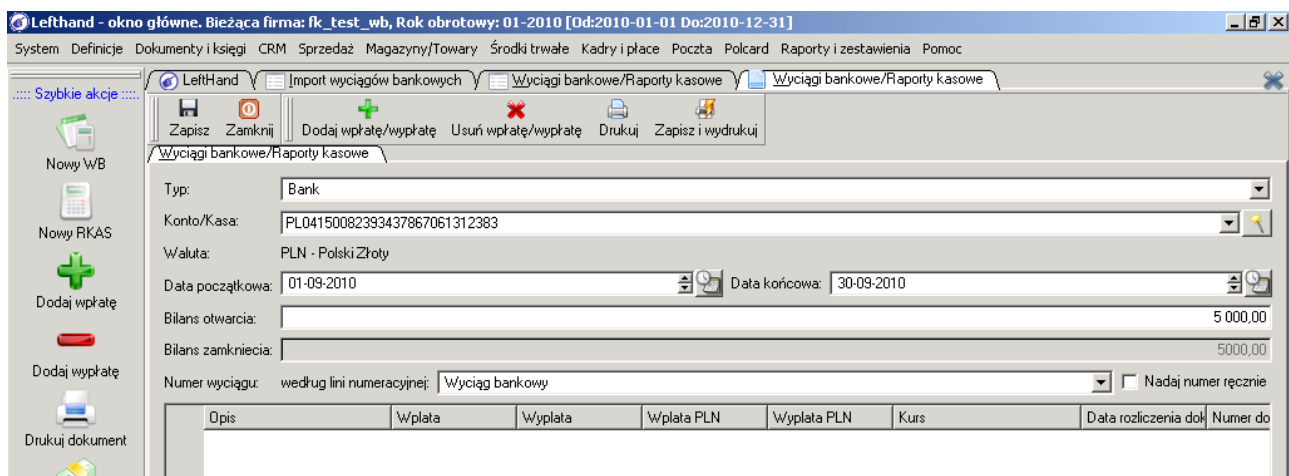 Lefthand - okno główne. Bieżąca firma: fk_test_wb, Rok obrotowy: 01-2010 [Od:2010-01-01 Do:2010-12-31]
System Definicje Dokumenty i księgi CRM Sprzedaż Magazyny/Towary Środki trwałe Kadry i płace Poczta Polcard Raporty i zestawienia Pomoc
.:::: Szybkie akcje ::::.
LeftHand Import wyciągów bankowych Wyciągi bankowe/Raporty kasowe Wyciągi bankowe/Raporty kasowe
Zapisz Zamknij Dodaj wpłatę/wypłatę Usuń wpłatę/wypłatę Drukuj Zapisz i wydrukuj
Wyciągi bankowe/Raporty kasowe
Nowy WB
Nowy RKAS
Dodaj wpłatę
Dodaj wypłatę
Drukuj dokument
Typ: Bank
Konto/Kasa: PL04150082393437867061312383
Waluta: PLN - Polski Złoty
Data początkowa: 01-09-2010 Data końcowa: 30-09-2010
Bilans otwarcia: 5 000,00
Bilans zamkniecia: 5000,00
Numer wyciągu: według lini numeracyjnej: Wyciąg bankowy Nadaj numer ręcznie
Opis Wplata Wyplata Wplata PLN Wyplata PLN Kurs Data rozliczenia dok Numer do